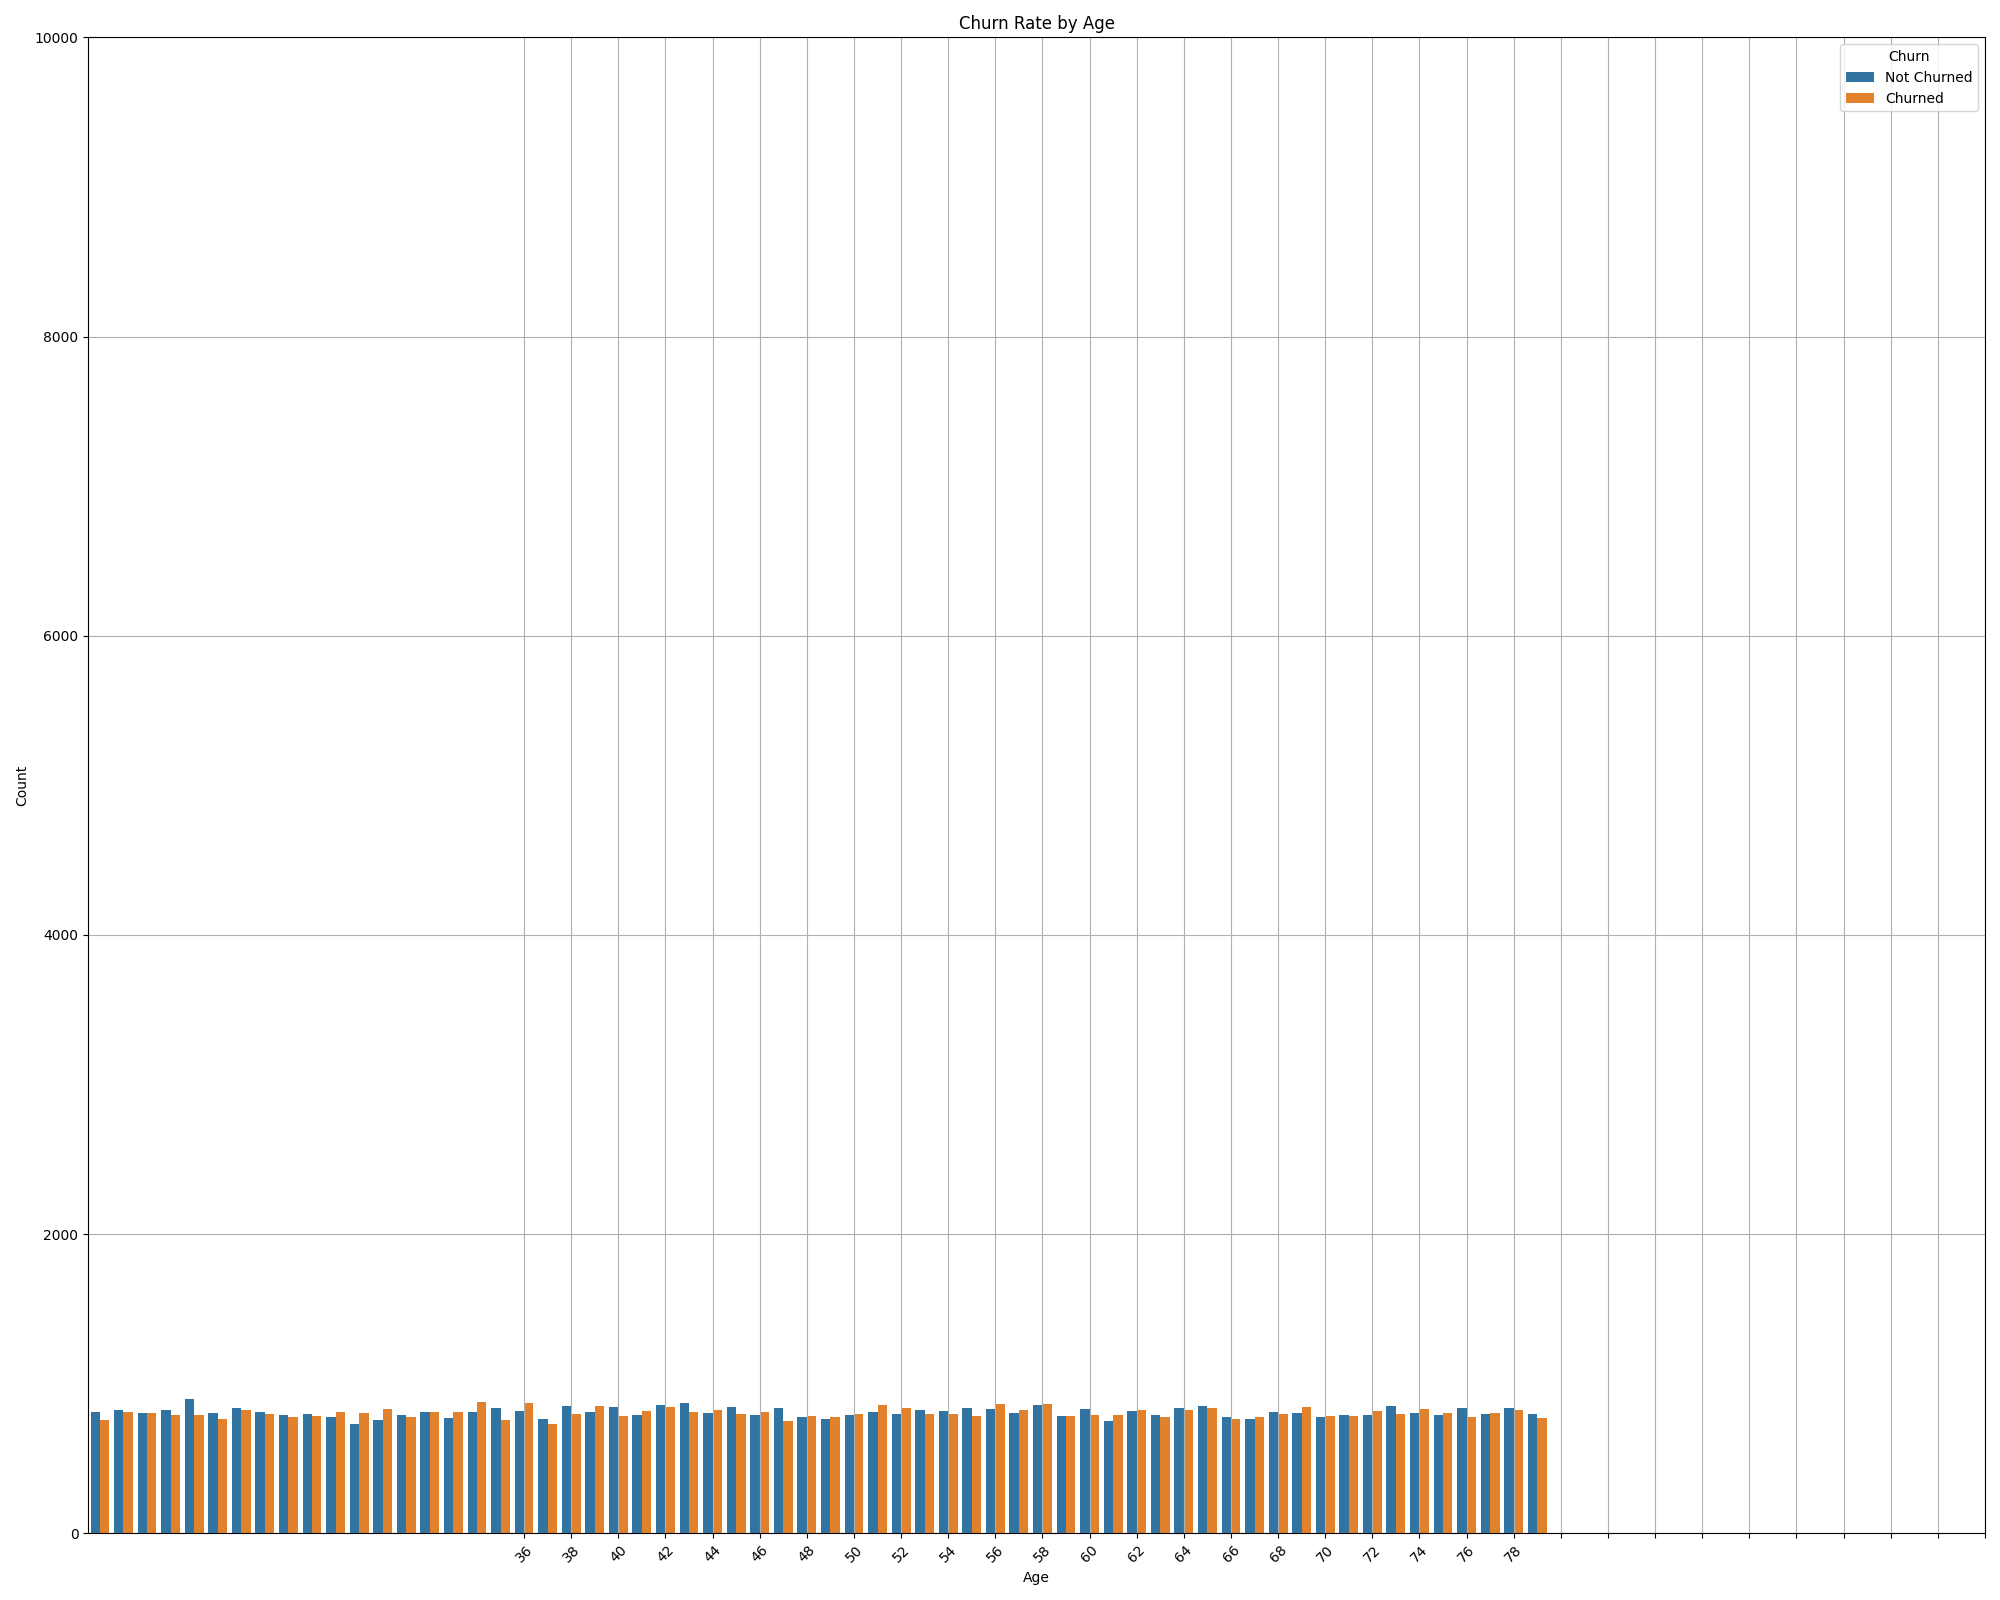 Churn Rate by Age
10000
8000
6000
4000
2000
0
Count
Churn
Not Churned
Churned
36 38 40 42 44 46 48 50 52 54 56 58 60 62 64 66 68 70 72 74 76 78
Age